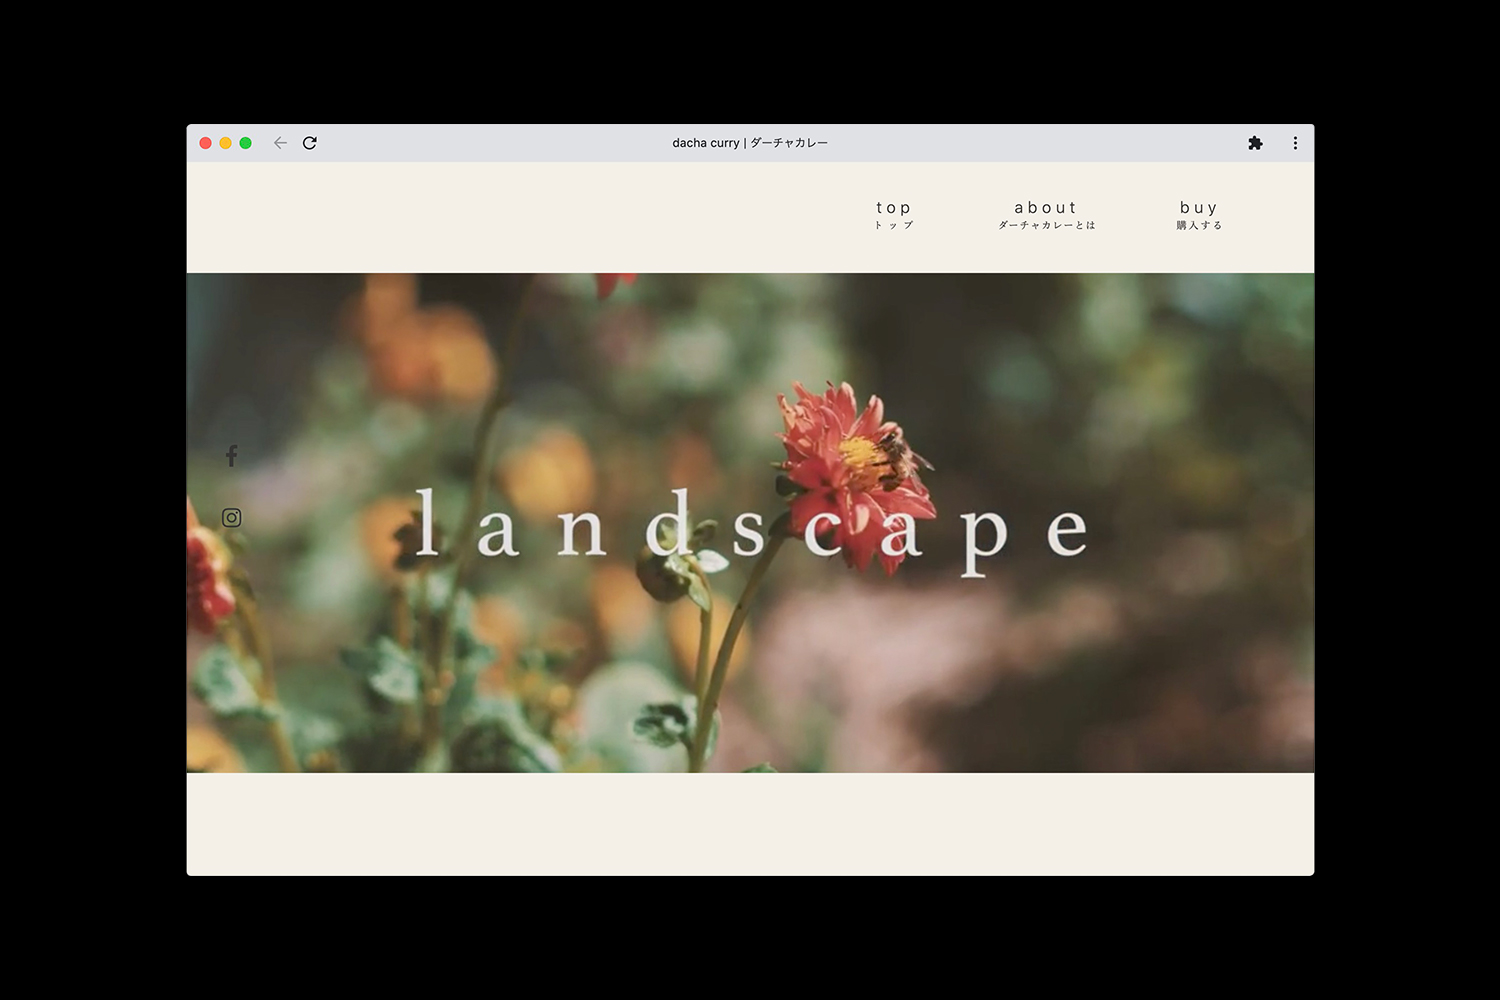 dacha curry | ダーチャカレー
top
トップ
about
ダーチャカレーとは
buy
購入する
landscape